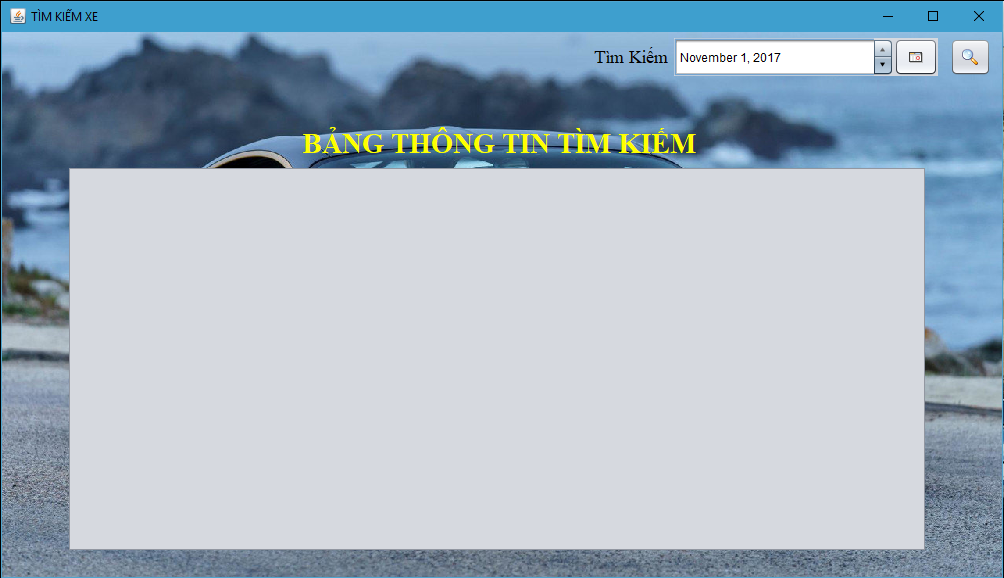 TÌM KIẾM XE
Tìm Kiếm November 1, 2017
BẢNG THÔNG TIN TÌM KIẾM